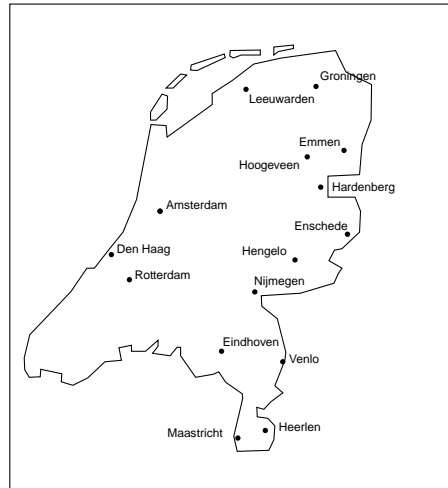 Groningen
Leeuwarden
Emmen
Hoogeveen
Hardenberg
Amsterdam
Enschede
Den Haag
Hengelo
Rotterdam
Nijmegen
Eindhoven
Venlo
Heerlen
Maastricht